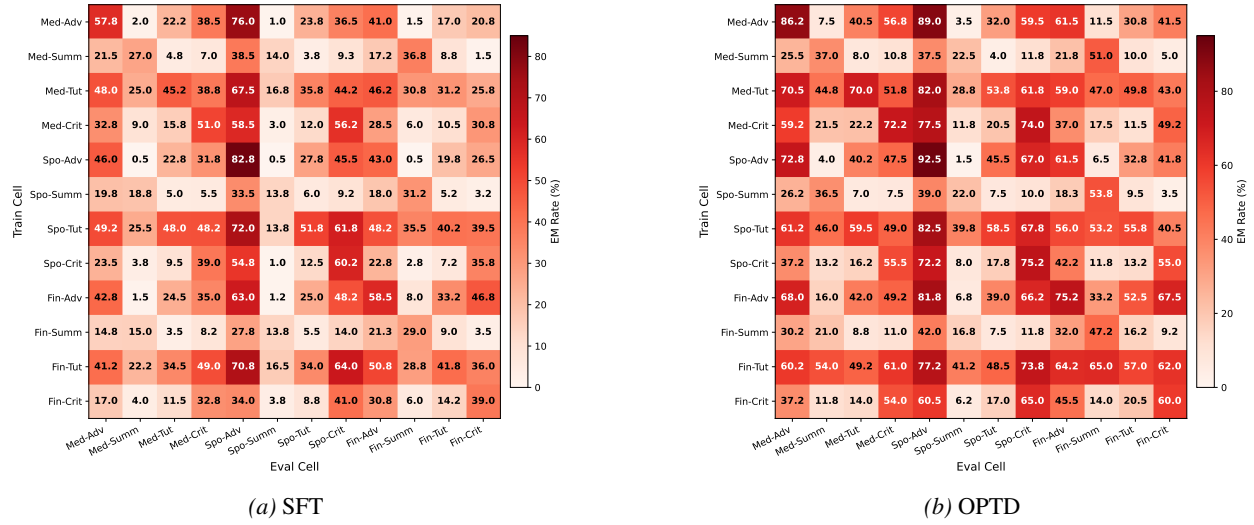 Med-Adv 57.8 2.0 22.2 38.5 76.0 1.0 23.8 36.5 41.0 1.5 17.0 20.8
Med-Summ 21.5 27.0 4.8 7.0 38.5 14.0 3.8 9.3 17.2 36.8 8.8 1.5
Med-Tut 48.0 25.0 45.2 38.8 67.5 16.8 35.8 44.2 46.2 30.8 31.2 25.8
Med-Crit 32.8 9.0 15.8 51.0 58.5 3.0 12.0 56.2 28.5 6.0 10.5 30.8
Spo-Adv 46.0 0.5 22.8 31.8 82.8 0.5 27.8 45.5 43.0 0.5 19.8 26.5
Spo-Summ 19.8 18.8 5.0 5.5 33.5 13.8 6.0 9.2 18.0 31.2 5.2 3.2
Spo-Tut 49.2 25.5 48.0 48.2 72.0 13.8 51.8 61.8 48.2 35.5 40.2 39.5
Spo-Crit 23.5 3.8 9.5 39.0 54.8 1.0 12.5 60.2 22.8 2.8 7.2 35.8
Fin-Adv 42.8 1.5 24.5 35.0 63.0 1.2 25.0 48.2 58.5 8.0 33.2 46.8
Fin-Summ 14.8 15.0 3.5 8.2 27.8 13.8 5.5 14.0 21.3 29.0 9.0 3.5
Fin-Tut 41.2 22.2 34.5 49.0 70.8 16.5 34.0 64.0 50.8 28.8 41.8 36.0
Fin-Crit 17.0 4.0 11.5 32.8 34.0 3.8 8.8 41.0 30.8 6.0 14.2 39.0
Med-Adv Med-Summ Med-Tut Med-Crit Spo-Adv Spo-Summ Spo-Tut Spo-Crit Fin-Adv Fin-Summ Fin-Tut Fin-Crit
Eval Cell
Train Cell
80
70
60
50
40
30
20
10
0
EM Rate (%)
(a) SFT
Med-Adv 86.2 7.5 40.5 56.8 89.0 3.5 32.0 59.5 61.5 11.5 30.8 41.5
Med-Summ 25.5 37.0 8.0 10.8 37.5 22.5 4.0 11.8 21.8 51.0 10.0 5.0
Med-Tut 70.5 44.8 70.0 51.8 82.0 28.8 53.8 61.8 59.0 47.0 49.8 43.0
Med-Crit 59.2 21.5 22.2 72.2 77.5 11.8 20.5 74.0 37.0 17.5 11.5 49.2
Spo-Adv 72.8 4.0 40.2 47.5 92.5 1.5 45.5 67.0 61.5 6.5 32.8 41.8
Spo-Summ 26.2 36.5 7.0 7.5 39.0 22.0 7.5 10.0 18.3 53.8 9.5 3.5
Spo-Tut 61.2 46.0 59.5 49.0 82.5 39.8 58.5 67.8 56.0 53.2 55.8 40.5
Spo-Crit 37.2 13.2 16.2 55.5 72.2 8.0 17.8 75.2 42.2 11.8 13.2 55.0
Fin-Adv 68.0 16.0 42.0 49.2 81.8 6.8 39.0 66.2 75.2 33.2 52.5 67.5
Fin-Summ 30.2 21.0 8.8 11.0 42.0 16.8 7.5 11.8 32.0 47.2 16.2 9.2
Fin-Tut 60.2 54.0 49.2 61.0 77.2 41.2 48.5 73.8 64.2 65.0 57.0 62.0
Fin-Crit 37.2 11.8 14.0 54.0 60.5 6.2 17.0 65.0 45.5 14.0 20.5 60.0
Med-Adv Med-Summ Med-Tut Med-Crit Spo-Adv Spo-Summ Spo-Tut Spo-Crit Fin-Adv Fin-Summ Fin-Tut Fin-Crit
Eval Cell
Train Cell
80
60
40
20
0
EM Rate (%)
(b) OPTD